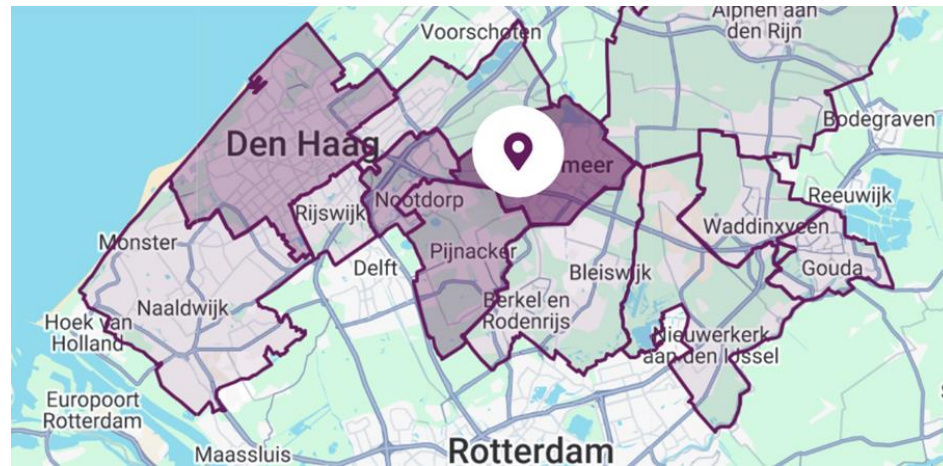 Alphen aan
den Rijn
Voorschoten
Bodegraven
Den Haag
meer
Nootdorp
Rijswijk
Reeuwijk
Waddinxveen
Monster
Pijnacker
Delft
Bleiswijk
Gouda
Naaldwijk
Berkel en
Rodenrijs
Hoek van
Holland
Nieuwerkerk
aan den IJssel
Europoort
Rotterdam
Maassluis
Rotterdam